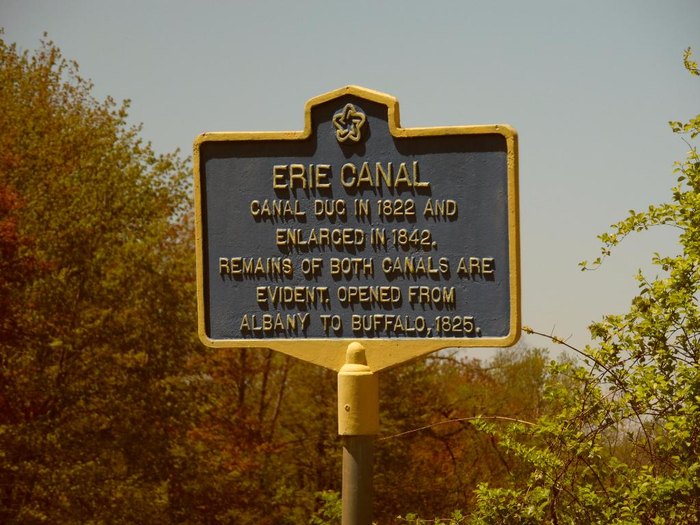 ERIE CANAL
CANAL DUG IN 1822 AND
ENLARGED IN 1842.
REMAINS OF BOTH CANALS ARE
EVIDENT. OPENED FROM
ALBANY TO BUFFALO, 1825.